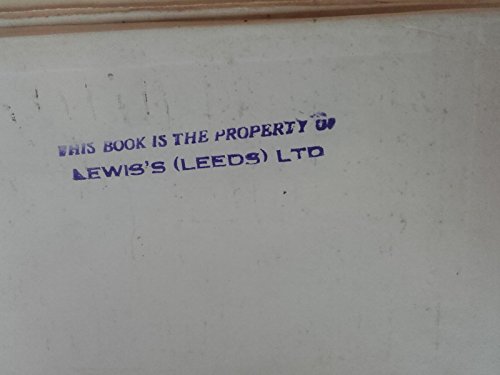 THIS BOOK IS THE PROPERTY OF
LEWIS'S (LEEDS) LTD